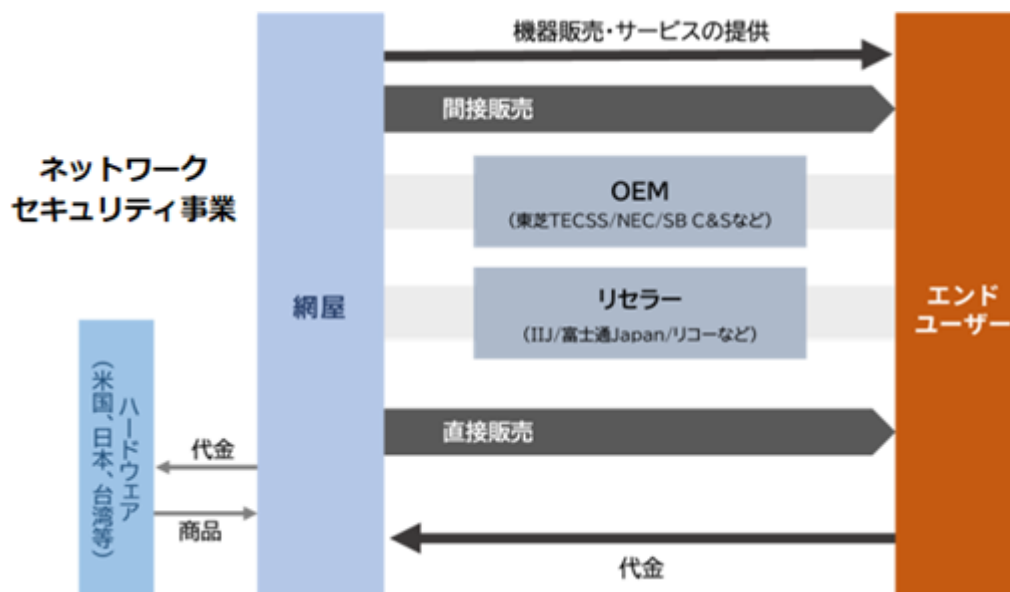 機器販売・サービスの提供
間接販売
ネットワーク
セキュリティ事業
OEM
(東芝TECSS/NEC/SB C&Sなど)
網屋
リセラー
(IIJ/富士通Japan/リコーなど)
エンド
ユーザー
ハードウェア
(米国、日本、台湾等)
直接販売
代金
商品
代金